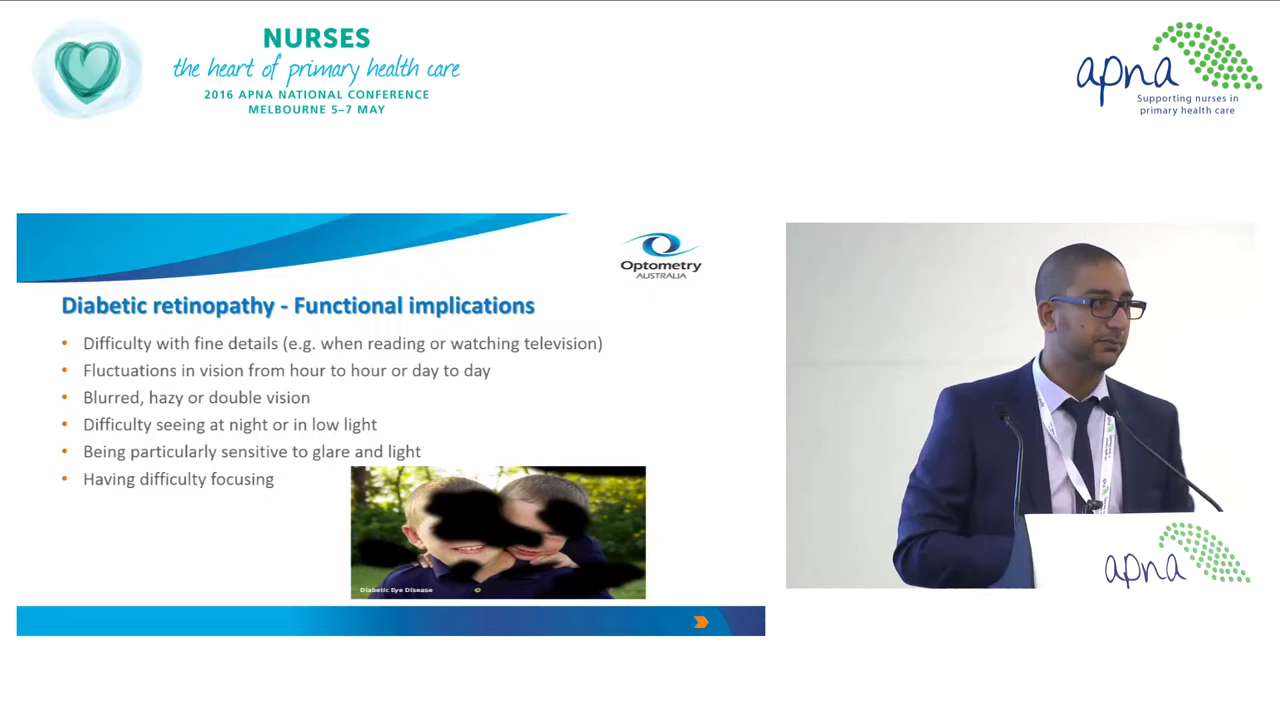 NURSES
the heart of primary health care
2016 APNA NATIONAL CONFERENCE
MELBOURNE 5–7 MAY
apna
Supporting nurses in
primary health care
Optometry
AUSTRALIA
Diabetic retinopathy - Functional implications
• Difficulty with fine details (e.g. when reading or watching television)
• Fluctuations in vision from hour to hour or day to day
• Blurred, hazy or double vision
• Difficulty seeing at night or in low light
• Being particularly sensitive to glare and light
• Having difficulty focusing
Diabetic Eye Disease ©
apna